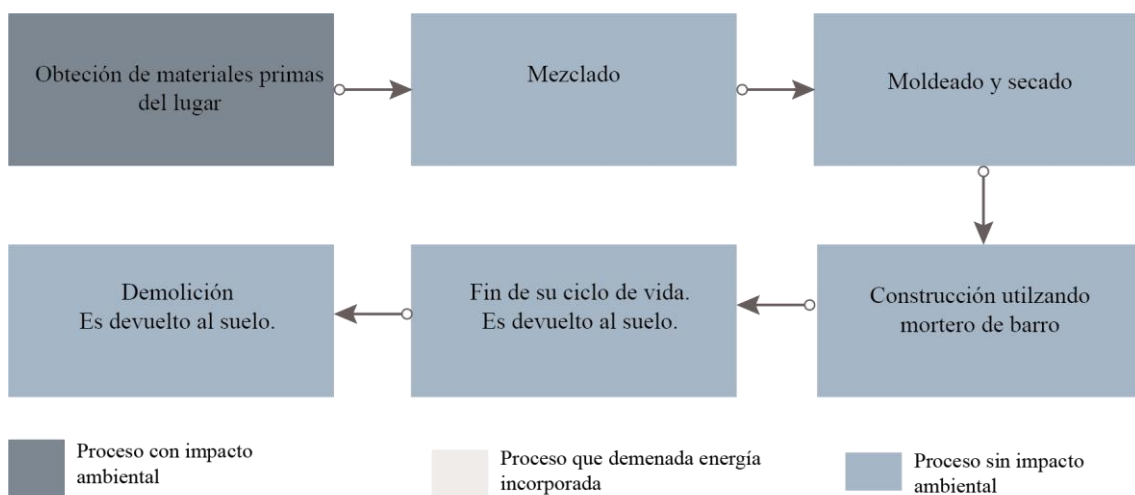 Obteción de materiales primas
del lugar
Mezclado
Moldeado y secado
Demolición
Es devuelto al suelo.
Fin de su ciclo de vida.
Es devuelto al suelo.
Construcción utilzando
mortero de barro
Proceso con impacto
ambiental
Proceso que demenada energía
incorporada
Proceso sin impacto
ambiental